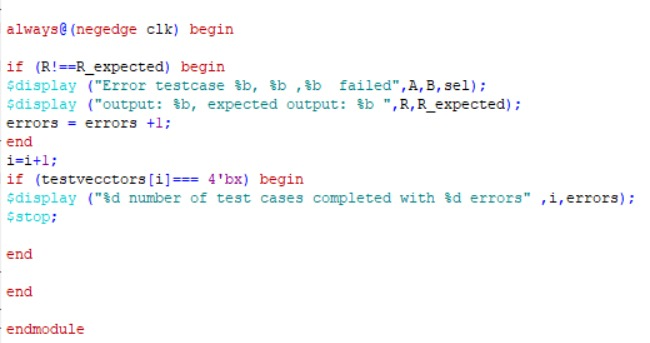 always@(negedge clk) begin
if (R!==R_expected) begin
$display ("Error testcase %b, %b ,%b  failed",A,B,sel);
$display ("output: %b, expected output: %b ",R,R_expected);
errors = errors +1;
end
i=i+1;
if (testvecctors[i]=== 4'bx) begin
$display ("%d number of test cases completed with %d errors" ,i,errors);
$stop;
end
end
endmodule